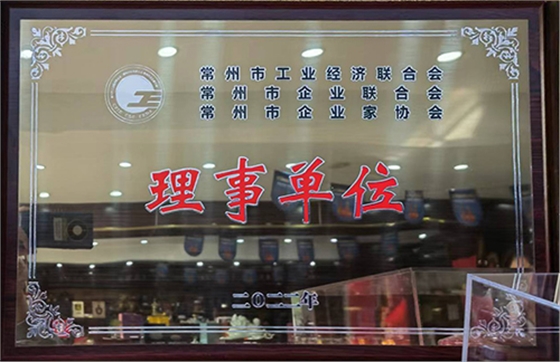 常州市工业经济联合会
常州市企业联合会
常州市企业家协会
理事单位
二〇二二年